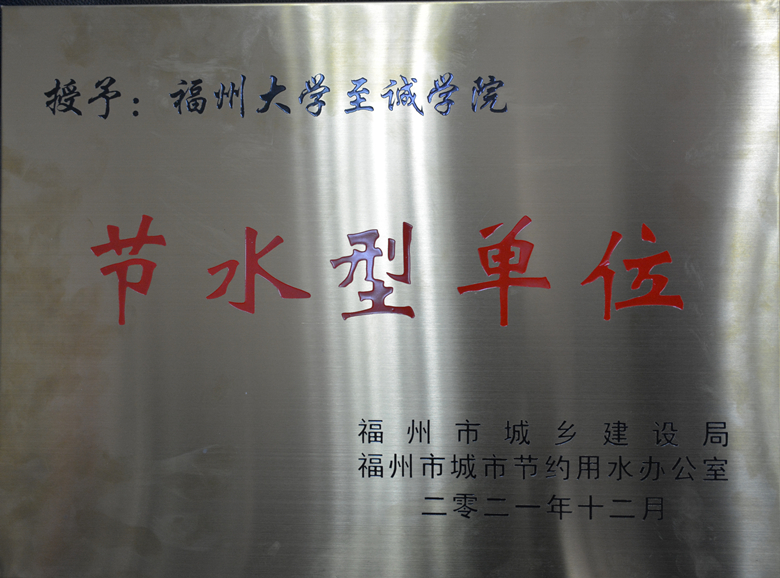 授予：福州大学至诚学院
节水型单位
福州市城乡建设局
福州市城市节约用水办公室
二零二一年十二月